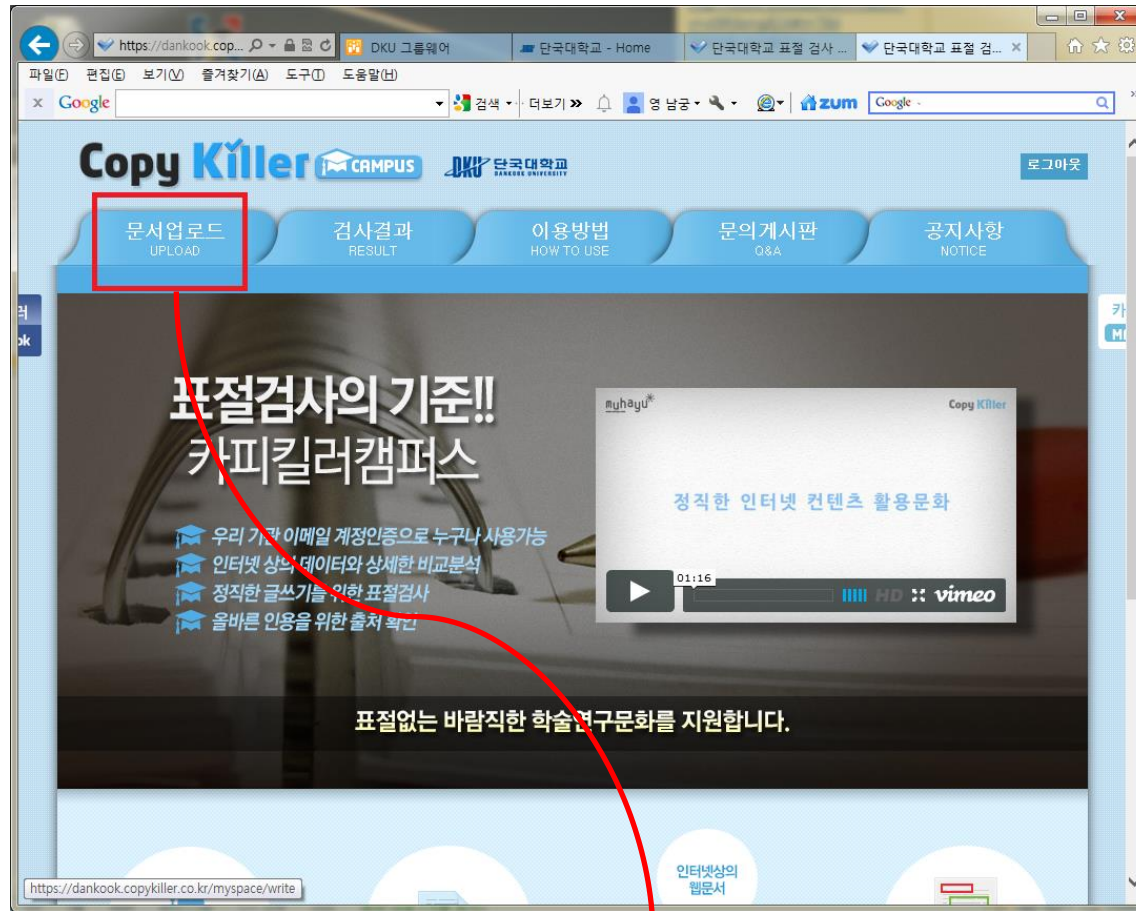 https://dankook.cop...
DKU 그룹웨어
단국대학교 - Home
단국대학교 표절 검사 ...
단국대학교 표절 검...
파일(F) 편집(E) 보기(V) 즐겨찾기(A) 도구(T) 도움말(H)
x Google 검색 더보기 » 영 남궁 zum Google
Copy Killer CAMPUS DKU 단국대학교 DANKOOK UNIVERSITY
로그아웃
문서업로드 검사결과 이용방법 문의게시판 공지사항
UPLOAD RESULT HOW TO USE Q&A NOTICE
표절검사의 기준!!
카피킬러캠퍼스
우리 기관 이메일 계정인증으로 누구나 사용가능
인터넷 상의 데이터와 상세한 비교분석
정직한 글쓰기를 위한 표절검사
올바른 인용을 위한 출처 확인
myhayu Copy Killer
정직한 인터넷 컨텐츠 활용문화
01:16
HD vimeo
표절없는 바람직한 학술연구문화를 지원합니다.
인터넷상의
웹문서
https://dankook.copykiller.co.kr/myspace/write